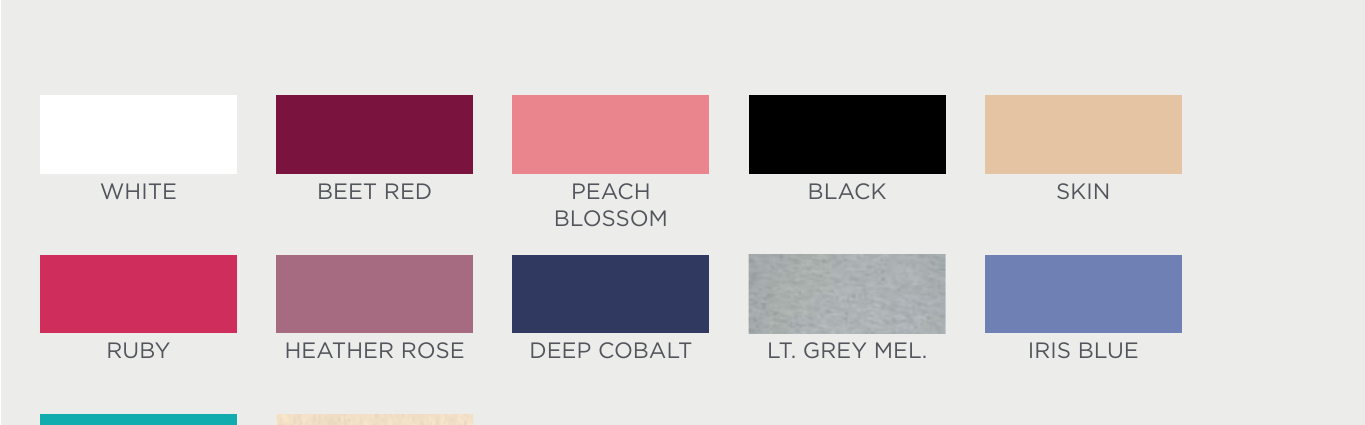 WHITE
BEET RED
PEACH
BLOSSOM
BLACK
SKIN
RUBY
HEATHER ROSE
DEEP COBALT
LT. GREY MEL.
IRIS BLUE